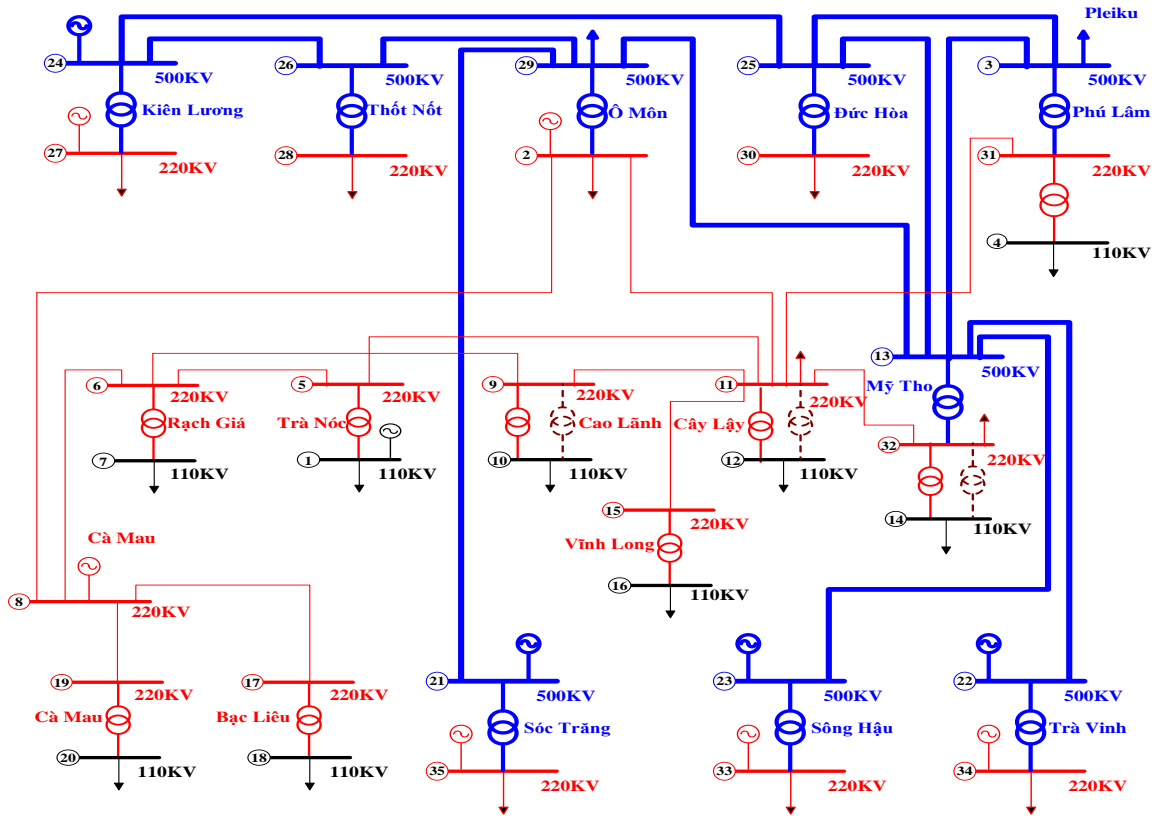 Pleiku
24
500KV
26
500KV
29
500KV
25
500KV
3
500KV
Kiên Lương
Thốt Nốt
Ô Môn
Đức Hòa
Phú Lâm
27
220KV
28
220KV
2
220KV
30
220KV
31
220KV
4
110KV
13
500KV
Mỹ Tho
6
220KV
5
220KV
9
220KV
11
220KV
Rạch Giá
Trà Nóc
Cao Lãnh
Cây Lậy
32
220KV
7
110KV
1
110KV
10
110KV
12
110KV
14
110KV
15
220KV
Vĩnh Long
16
110KV
Cà Mau
8
220KV
19
220KV
17
220KV
21
500KV
23
500KV
22
500KV
Cà Mau
Bạc Liêu
Sóc Trăng
Sông Hậu
Trà Vinh
20
110KV
18
110KV
35
220KV
33
220KV
34
220KV